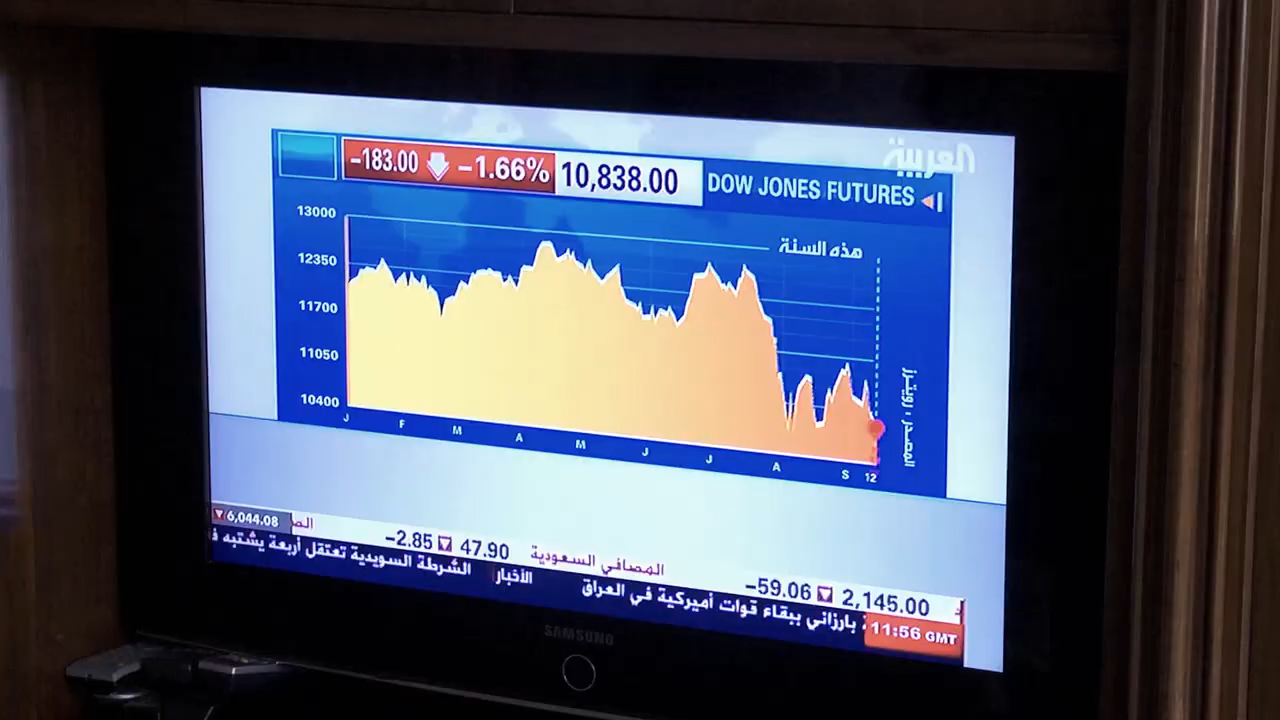 العربية
-183.00 -1.66% 10,838.00 DOW JONES FUTURES
هذه السنة
13000
12350
11700
11050
10400
J F M A M J J A S 12
المصدر : رويترز
6,044.08
-2.85 47.90 المصافي السعودية
-59.06 2,145.00
بارزاني ببقاء قوات أميركية في العراق الأخبار الشرطة السويدية تعتقل أربعة يشتبه
11:56 GMT
SAMSUNG